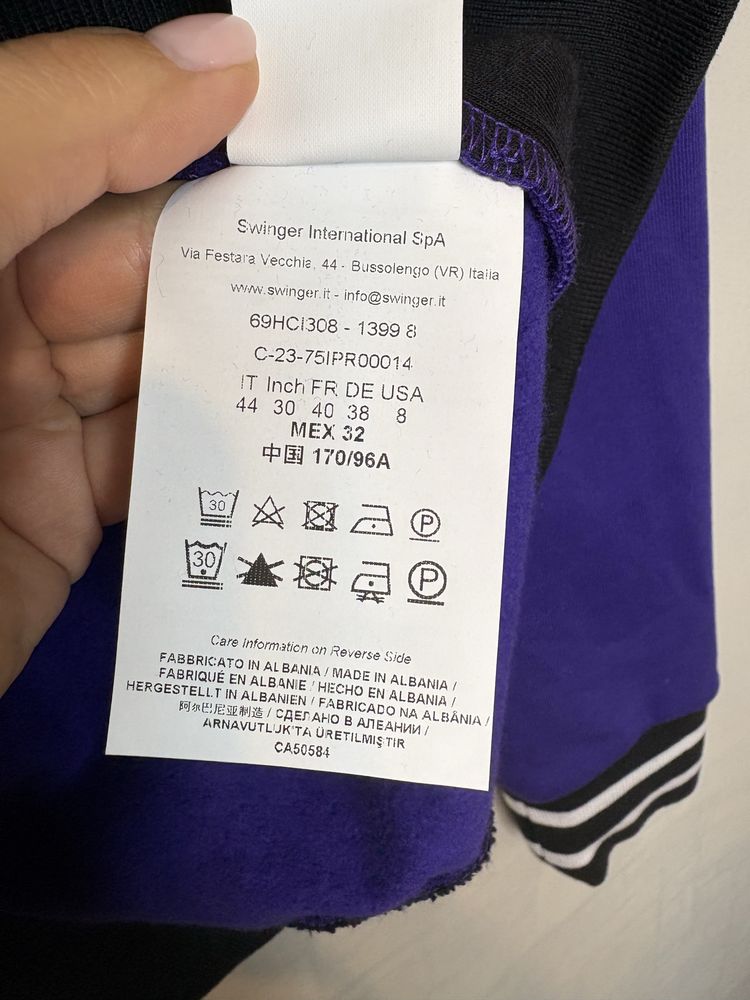 Swinger International SpA
Via Festara Vecchia, 44 - Bussolengo (VR) Italia
www.swinger.it - info@swinger.it
69HCI308 - 1399 8
C-23-75IPR00014
IT Inch FR DE USA
44 30 40 38 8
MEX 32
中国 170/96A
30 P
30 P
Care Information on Reverse Side
FABBRICATO IN ALBANIA / MADE IN ALBANIA /
FABRIQUÉ EN ALBANIE / HECHO EN ALBANIA /
HERGESTELLT IN ALBANIEN / FABRICADO NA ALBÂNIA /
阿尔巴尼亚制造 / СДЕЛАНО В АЛБАНИИ /
ARNAVUTLUK'TA ÜRETILMIŞTIR
CA50584